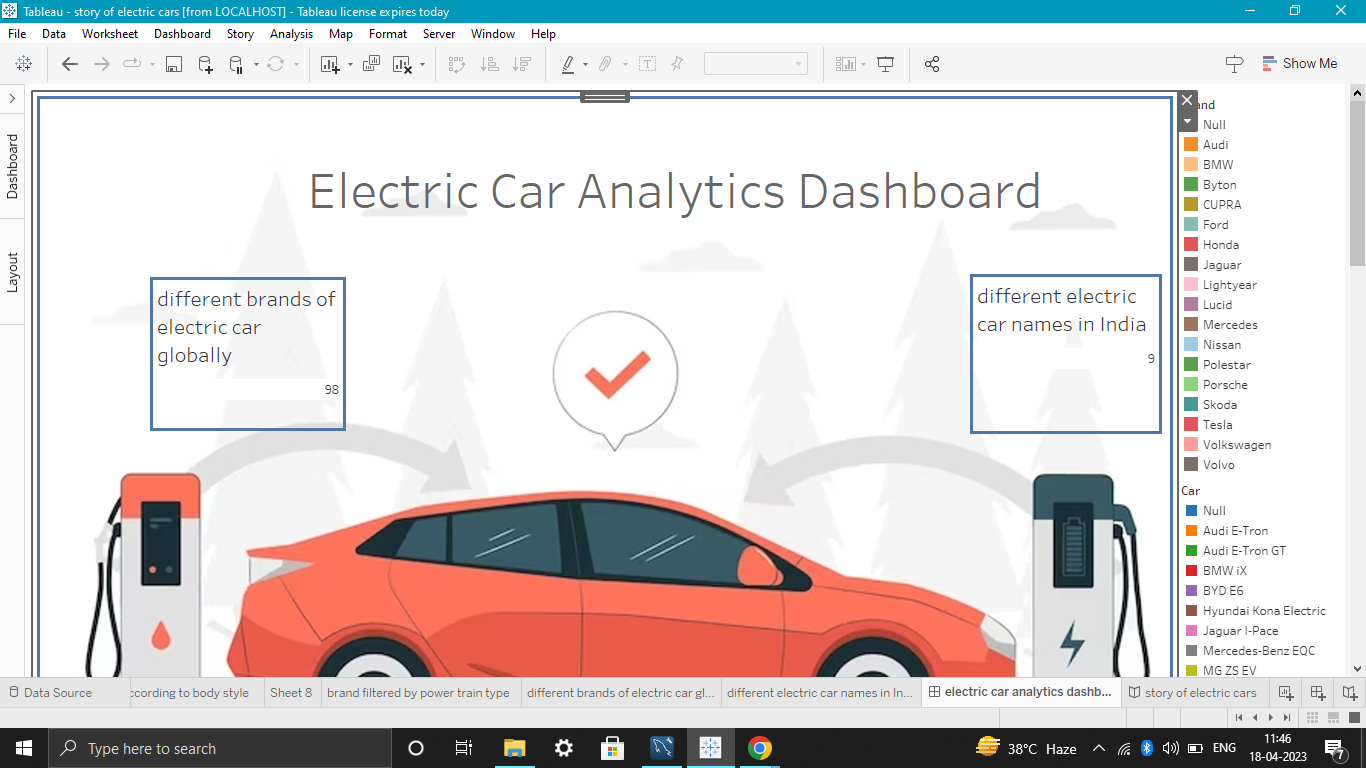 Tableau - story of electric cars [from LOCALHOST] - Tableau license expires today
File Data Worksheet Dashboard Story Analysis Map Format Server Window Help
Show Me
Dashboard
Layout
Electric Car Analytics Dashboard
different brands of
electric car
globally
98
different electric
car names in India
9
and
Null
Audi
BMW
Byton
CUPRA
Ford
Honda
Jaguar
Lightyear
Lucid
Mercedes
Nissan
Polestar
Porsche
Skoda
Tesla
Volkswagen
Volvo
Car
Null
Audi E-Tron
Audi E-Tron GT
BMW iX
BYD E6
Hyundai Kona Electric
Jaguar I-Pace
Mercedes-Benz EQC
MG ZS EV
Data Source ccording to body style Sheet 8 brand filtered by power train type different brands of electric car gl... different electric car names in In... electric car analytics dashb... story of electric cars
Type here to search
38°C Haze
ENG
11:46
18-04-2023
7